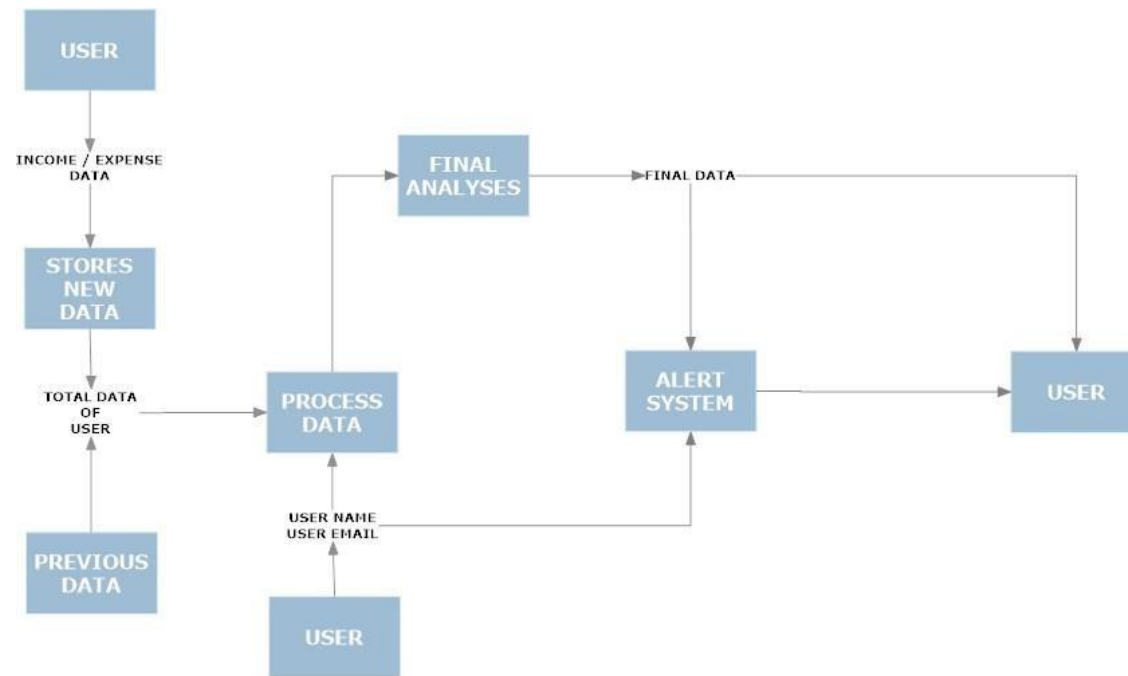 USER
INCOME / EXPENSE
DATA
STORES
NEW
DATA
TOTAL DATA
OF
USER
PREVIOUS
DATA
PROCESS
DATA
USER NAME
USER EMAIL
USER
FINAL
ANALYSES
FINAL DATA
ALERT
SYSTEM
USER